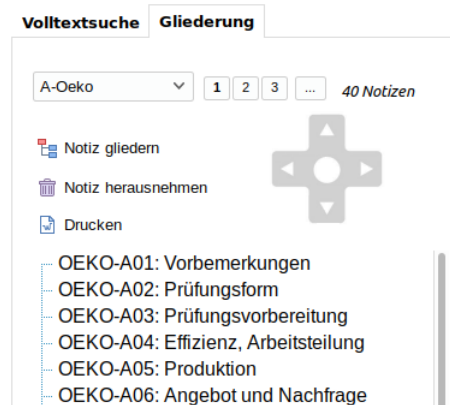 Volltextsuche Gliederung
A-Oeko 1 2 3 ... 40 Notizen
Notiz gliedern
Notiz herausnehmen
Drucken
OEKO-A01: Vorbemerkungen
OEKO-A02: Prüfungsform
OEKO-A03: Prüfungsvorbereitung
OEKO-A04: Effizienz, Arbeitsteilung
OEKO-A05: Produktion
OEKO-A06: Angebot und Nachfrage